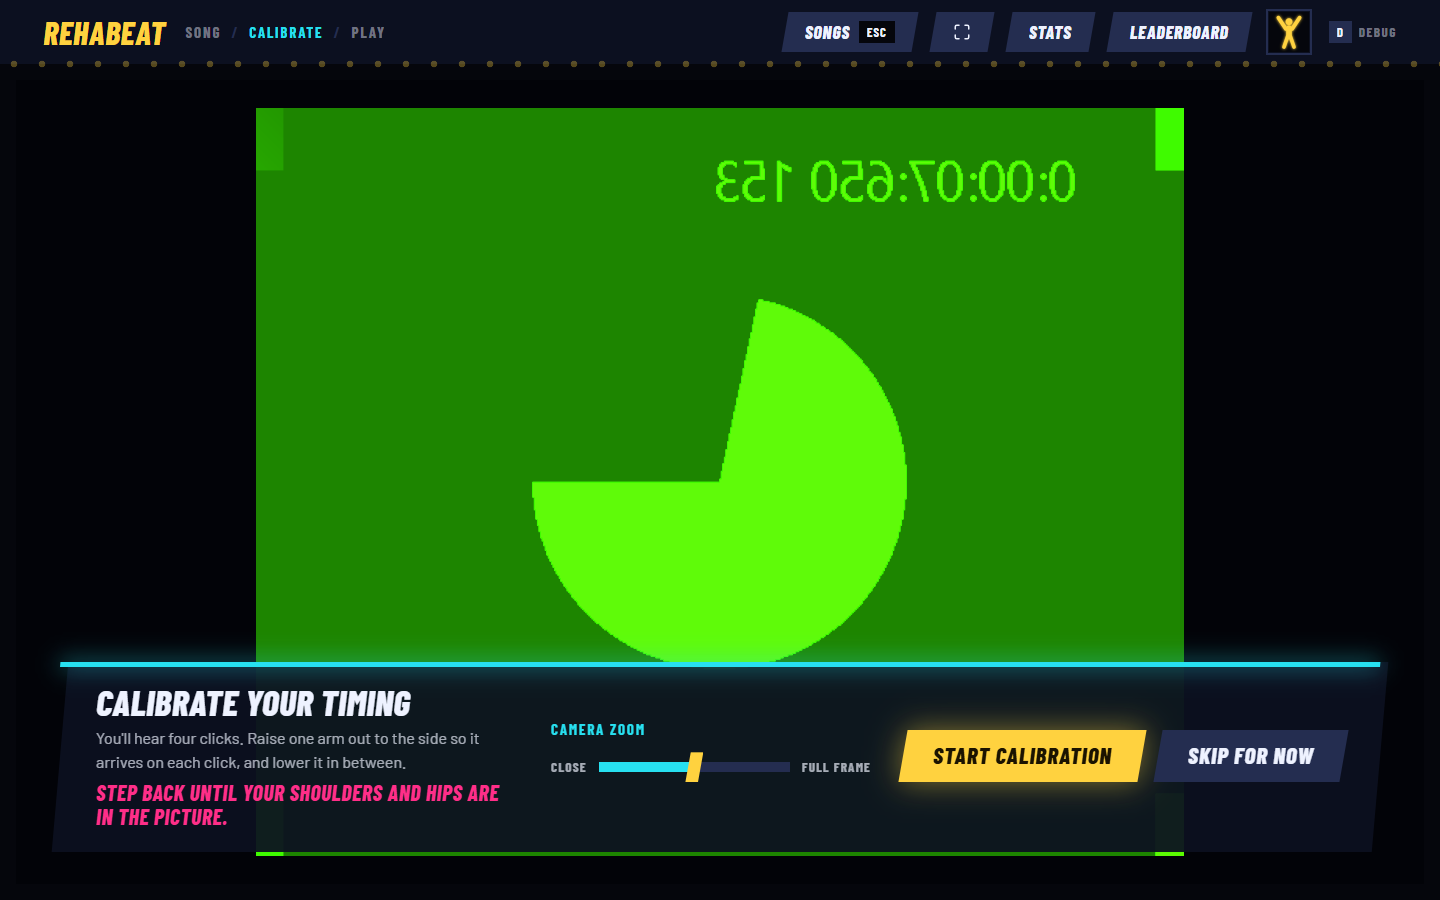 REHABEAT SONG / CALIBRATE / PLAY SONGS ESC STATS LEADERBOARD D DEBUG
0:00:07:650 153
CALIBRATE YOUR TIMING
You'll hear four clicks. Raise one arm out to the side so it
arrives on each click, and lower it in between.
STEP BACK UNTIL YOUR SHOULDERS AND HIPS ARE
IN THE PICTURE.
CAMERA ZOOM
CLOSE FULL FRAME
START CALIBRATION SKIP FOR NOW